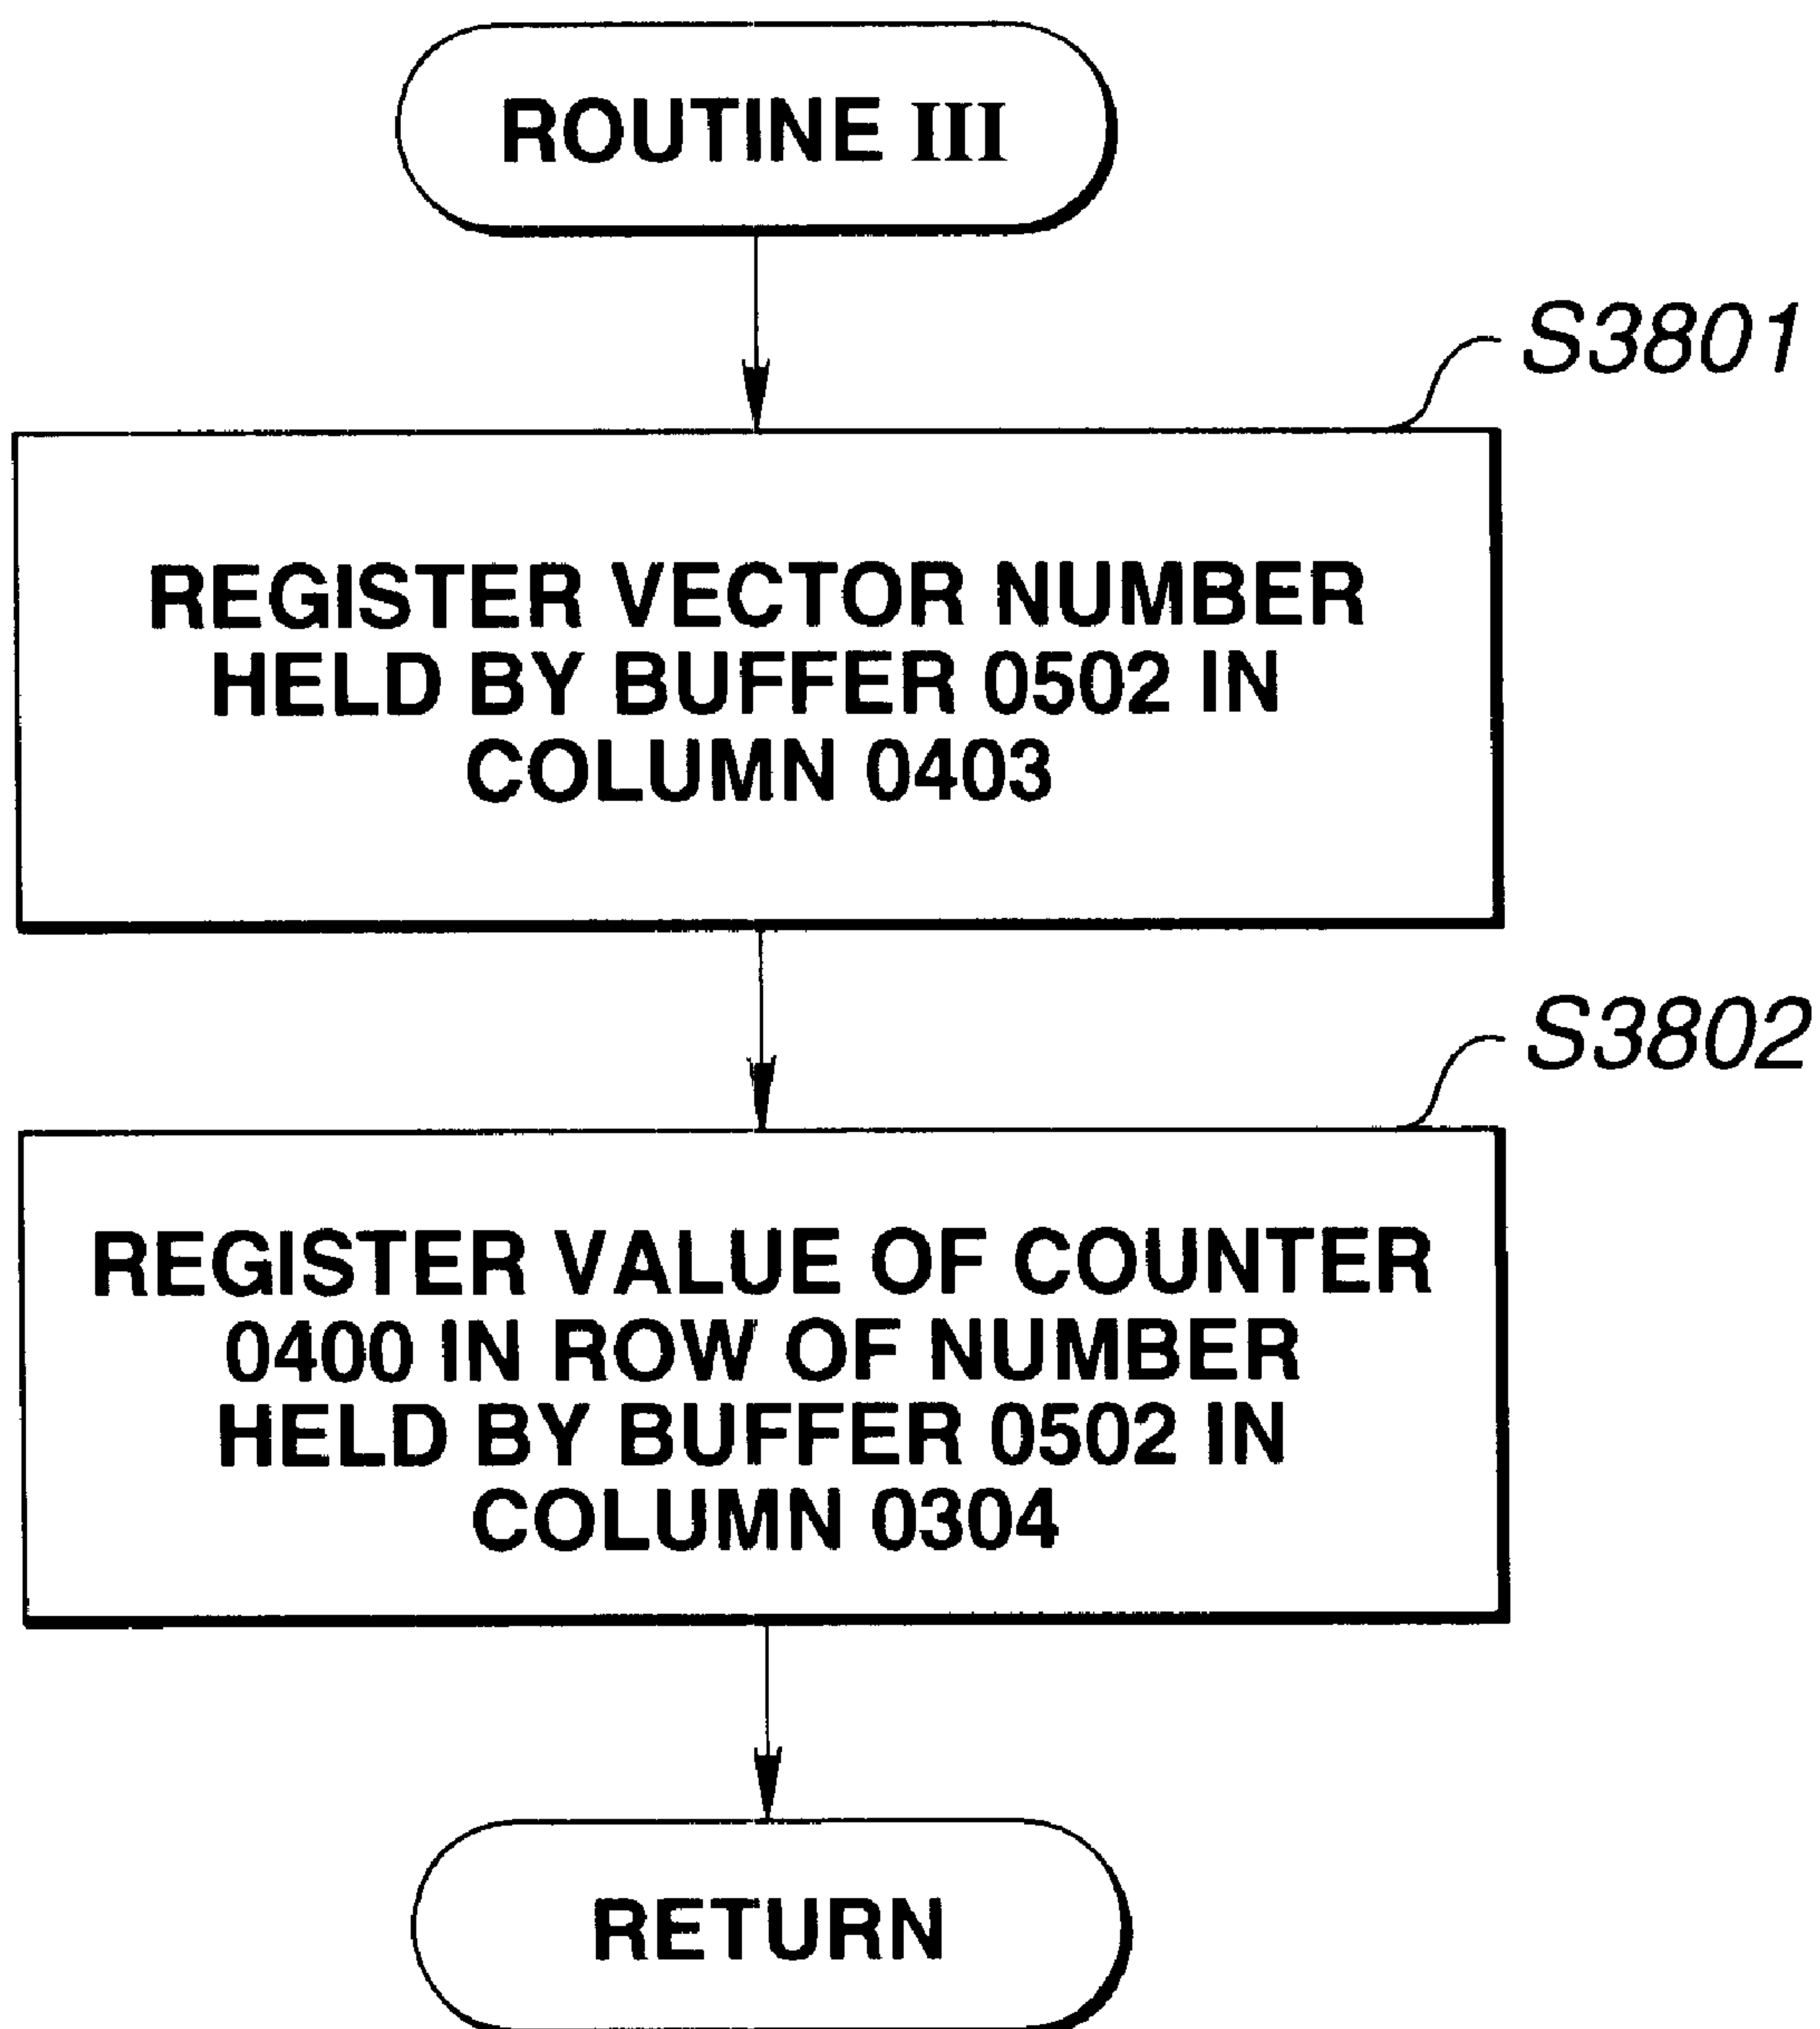 ROUTINE III
S3801
REGISTER VECTOR NUMBER
HELD BY BUFFER 0502 IN
COLUMN 0403
S3802
REGISTER VALUE OF COUNTER
0400 IN ROW OF NUMBER
HELD BY BUFFER 0502 IN
COLUMN 0304
RETURN